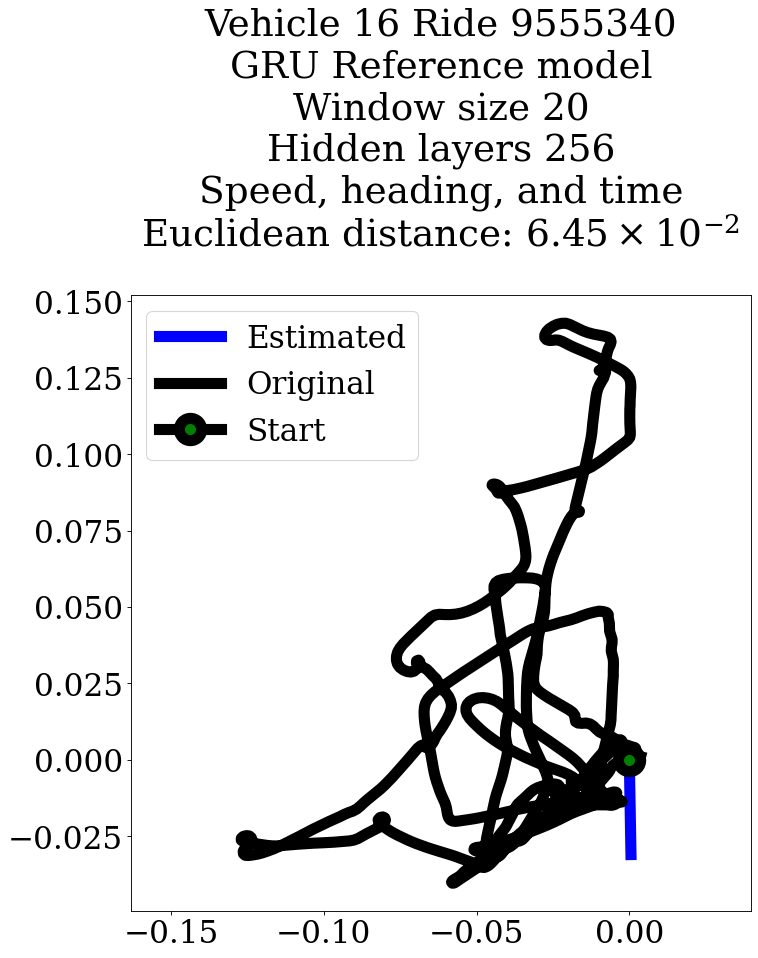 Vehicle 16 Ride 9555340
GRU Reference model
Window size 20
Hidden layers 256
Speed, heading, and time
Euclidean distance: 6.45 × 10⁻²
Estimated
Original
Start
0.150
0.125
0.100
0.075
0.050
0.025
0.000
−0.025
−0.15
−0.10
−0.05
0.00